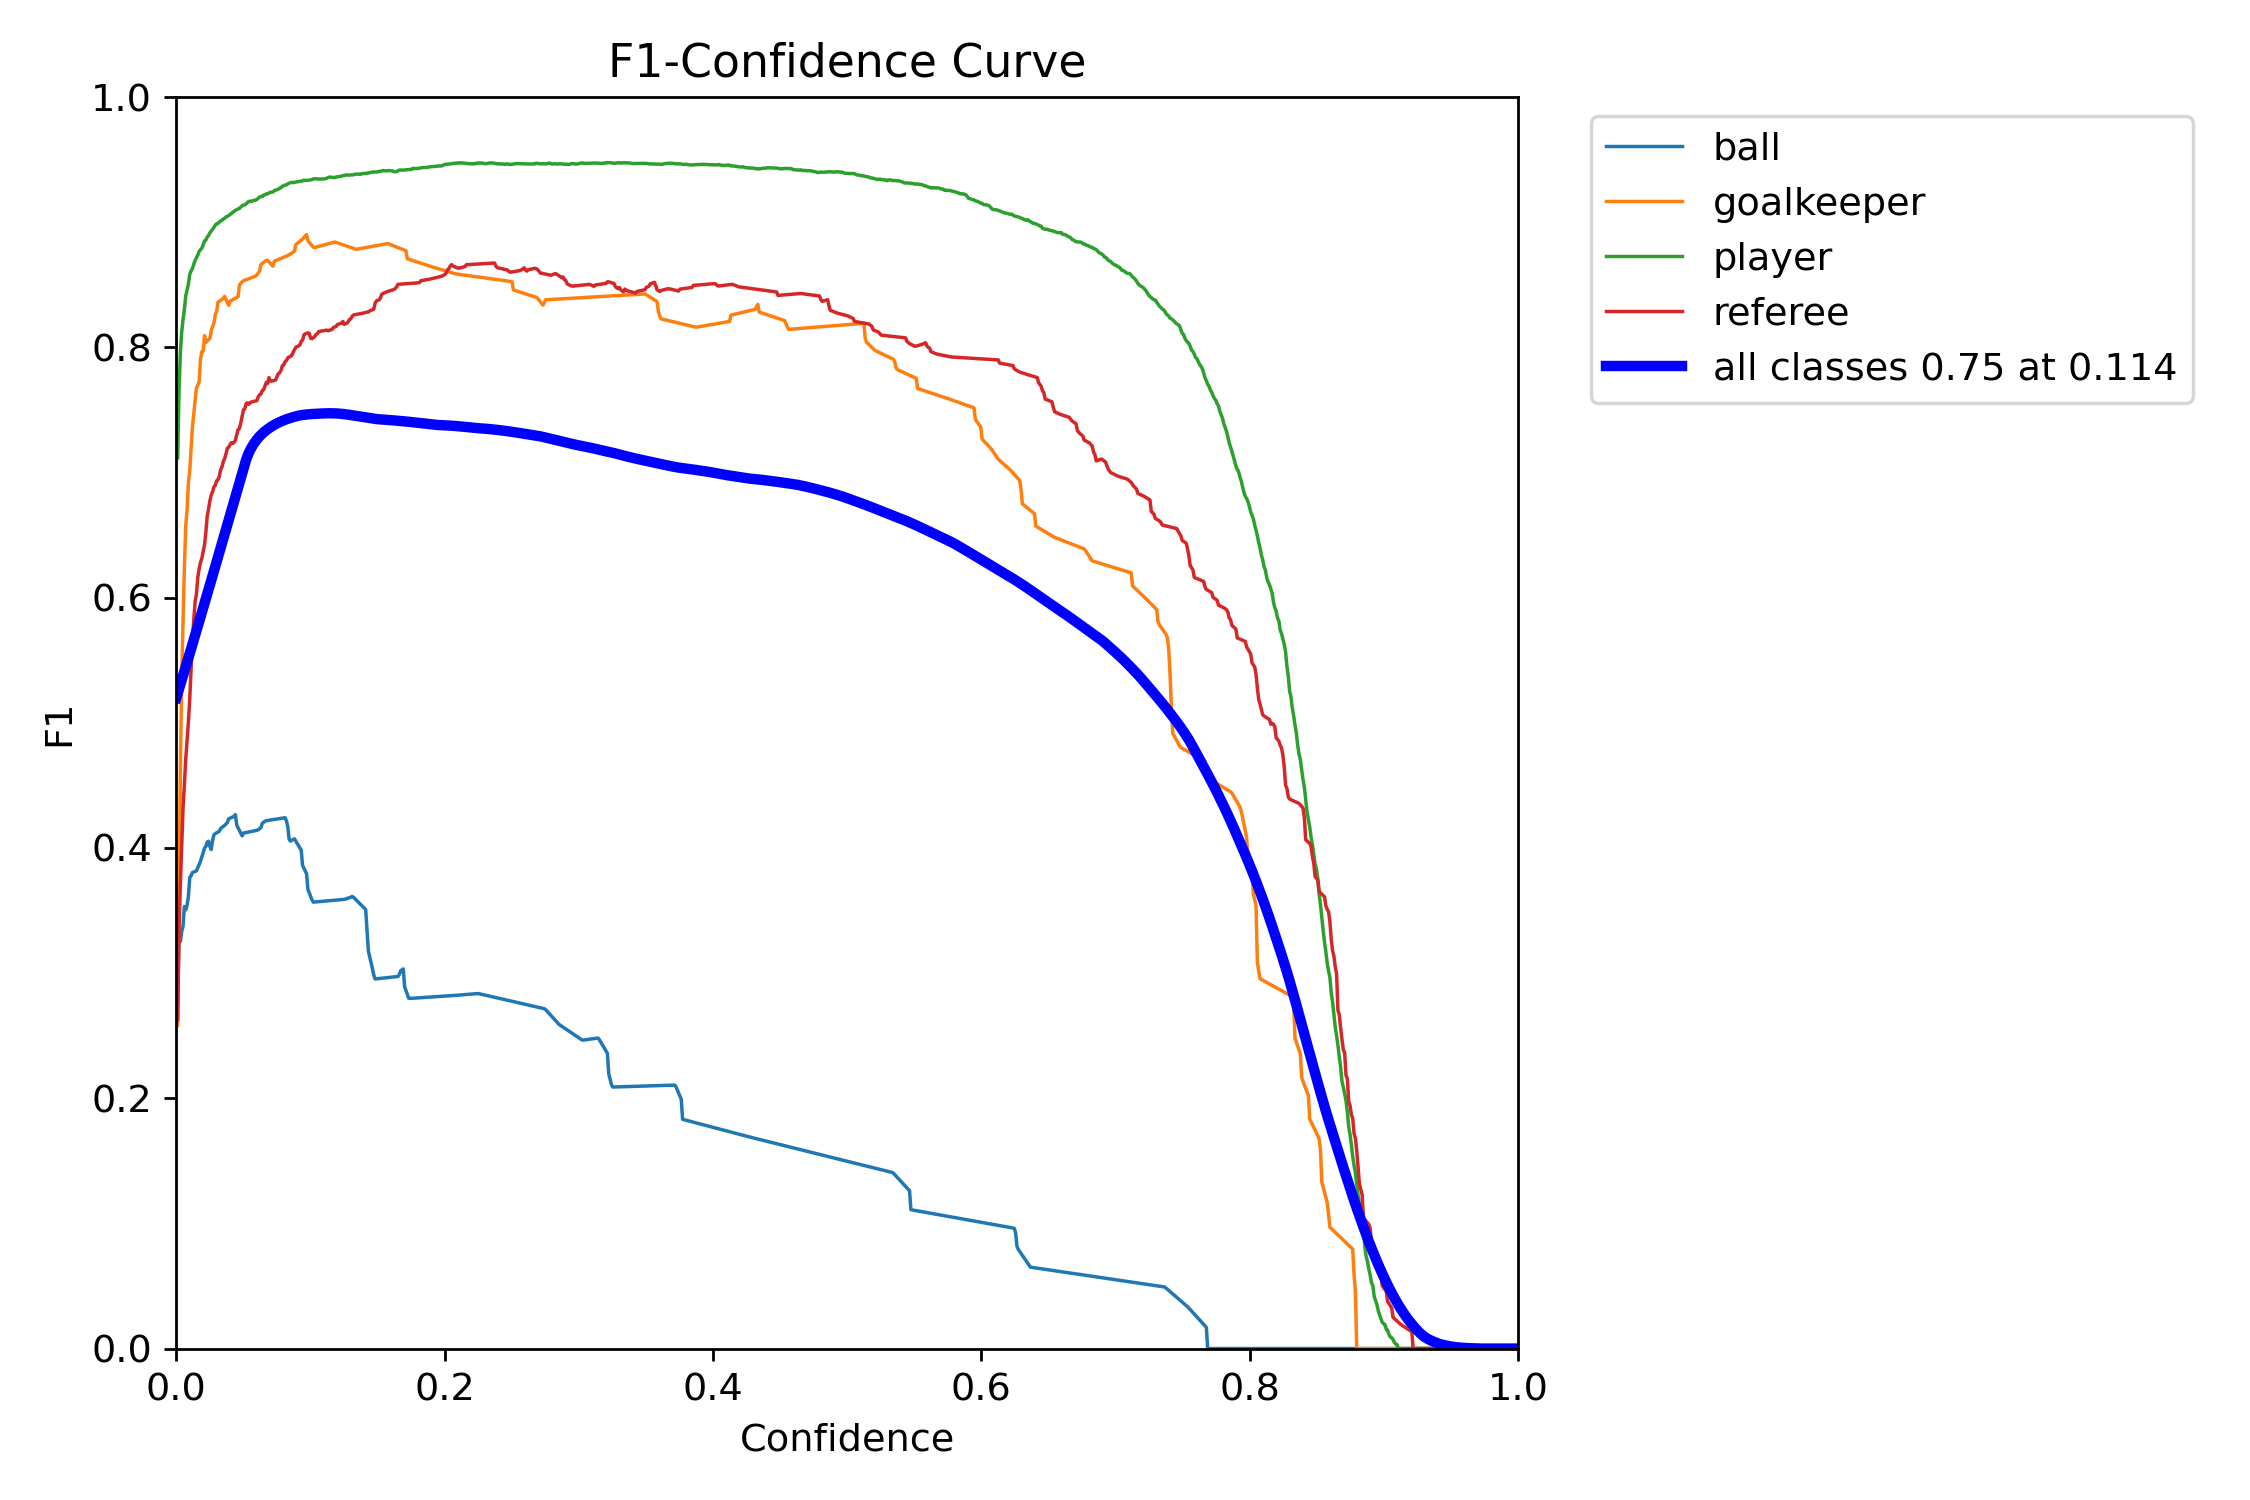 F1-Confidence Curve
1.0
0.8
0.6
0.4
0.2
0.0
F1
0.0 0.2 0.4 0.6 0.8 1.0
Confidence
ball
goalkeeper
player
referee
all classes 0.75 at 0.114